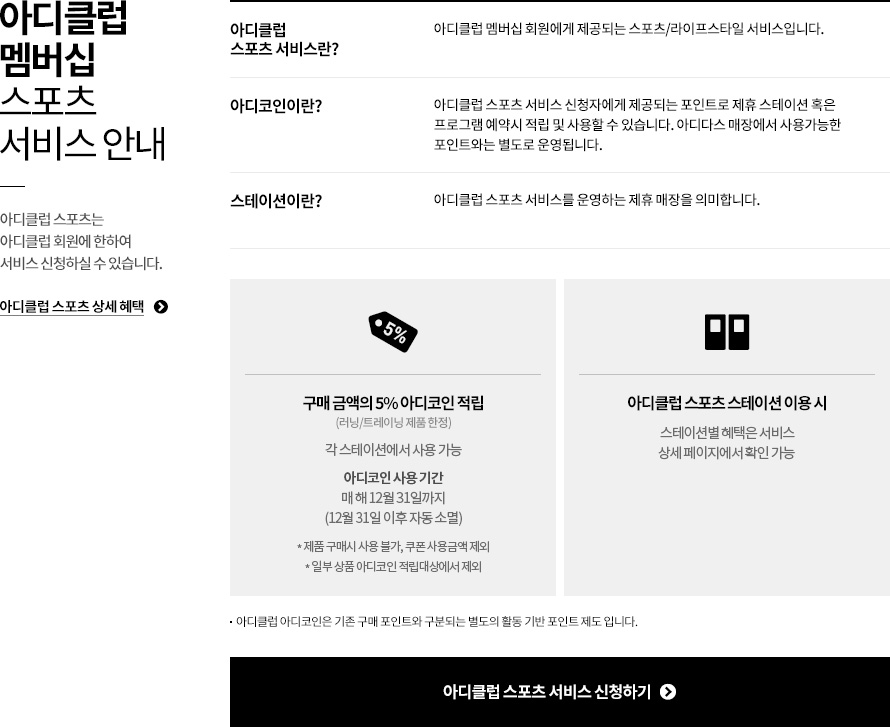 아디클럽
멤버십
스포츠
서비스 안내
아디클럽 스포츠는
아디클럽 회원에 한하여
서비스 신청하실 수 있습니다.
아디클럽 스포츠 상세 혜택
아디클럽
스포츠 서비스란?
아디클럽 멤버십 회원에게 제공되는 스포츠/라이프스타일 서비스입니다.
아디코인이란?
아디클럽 스포츠 서비스 신청자에게 제공되는 포인트로 제휴 스테이션 혹은
프로그램 예약시 적립 및 사용할 수 있습니다. 아디다스 매장에서 사용가능한
포인트와는 별도로 운영됩니다.
스테이션이란?
아디클럽 스포츠 서비스를 운영하는 제휴 매장을 의미합니다.
5%
구매 금액의 5% 아디코인 적립
(러닝/트레이닝 제품 한정)
각 스테이션에서 사용 가능
아디코인 사용 기간
매 해 12월 31일까지
(12월 31일 이후 자동 소멸)
* 제품 구매시 사용 불가, 쿠폰 사용금액 제외
* 일부 상품 아디코인 적립대상에서 제외
아디클럽 스포츠 스테이션 이용 시
스테이션별 혜택은 서비스
상세 페이지에서 확인 가능
· 아디클럽 아디코인은 기존 구매 포인트와 구분되는 별도의 활동 기반 포인트 제도 입니다.
아디클럽 스포츠 서비스 신청하기